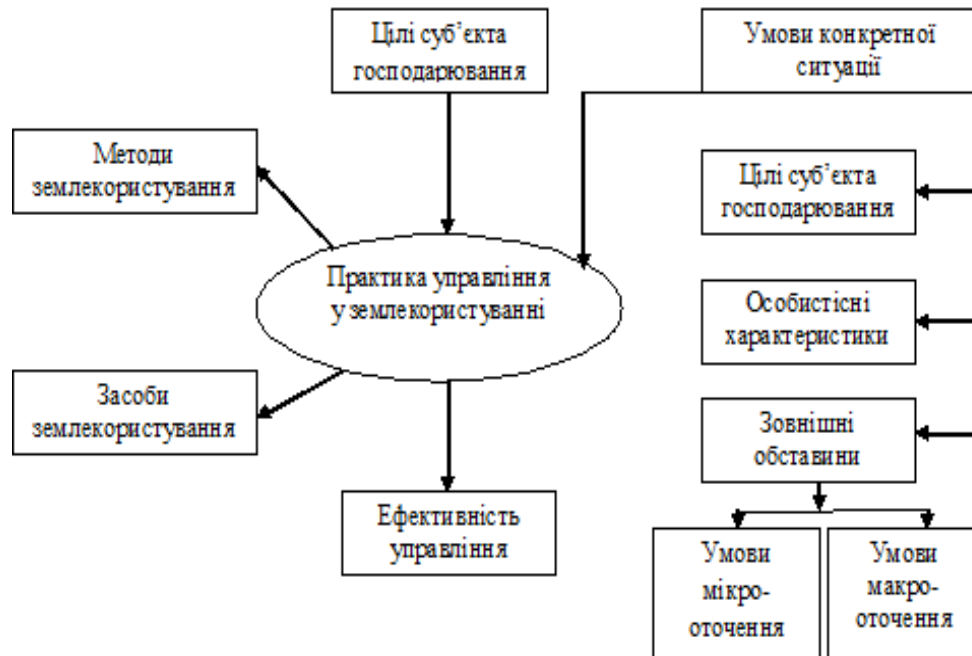 Цілі суб’єкта
господарювання
Умови конкретної
ситуації
Методи
землекористування
Цілі суб’єкта
господарювання
Практика управління
у землекористуванні
Особистісні
характеристики
Засоби
землекористування
Зовнішні
обставини
Ефективність
управління
Умови
мікро-
оточення
Умови
макро-
оточення